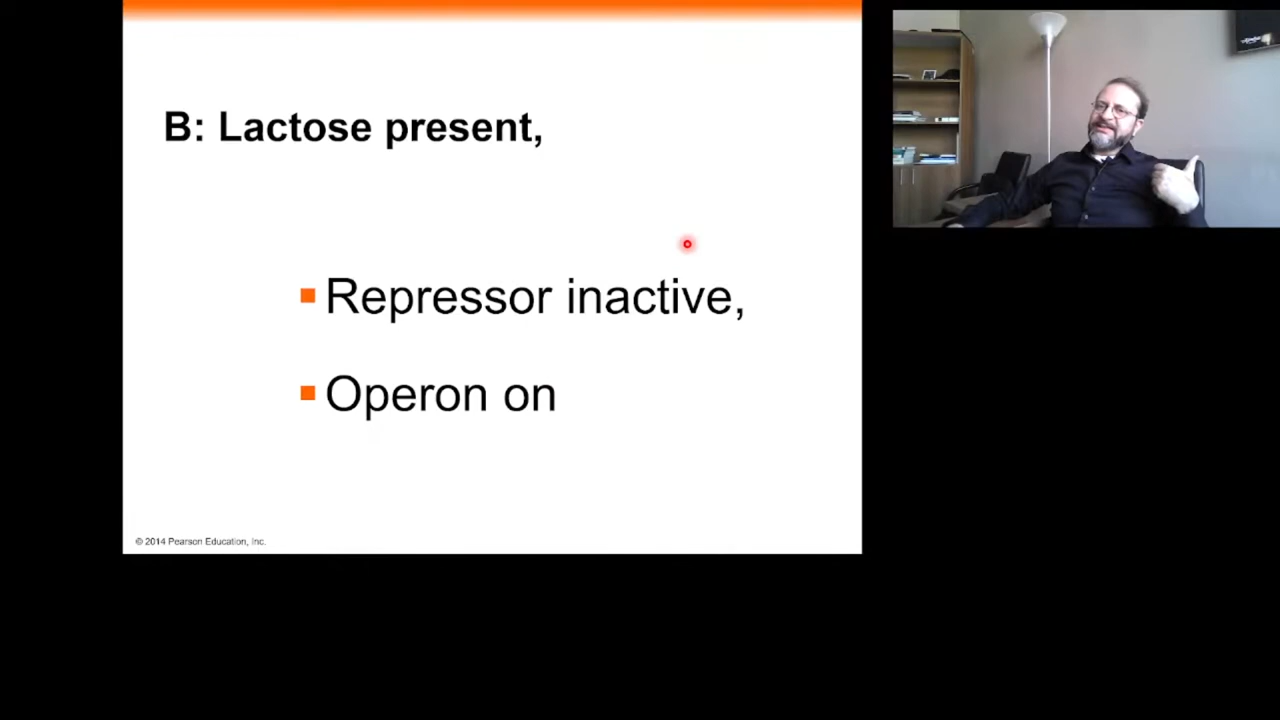 B: Lactose present,
Repressor inactive,
Operon on
© 2014 Pearson Education, Inc.